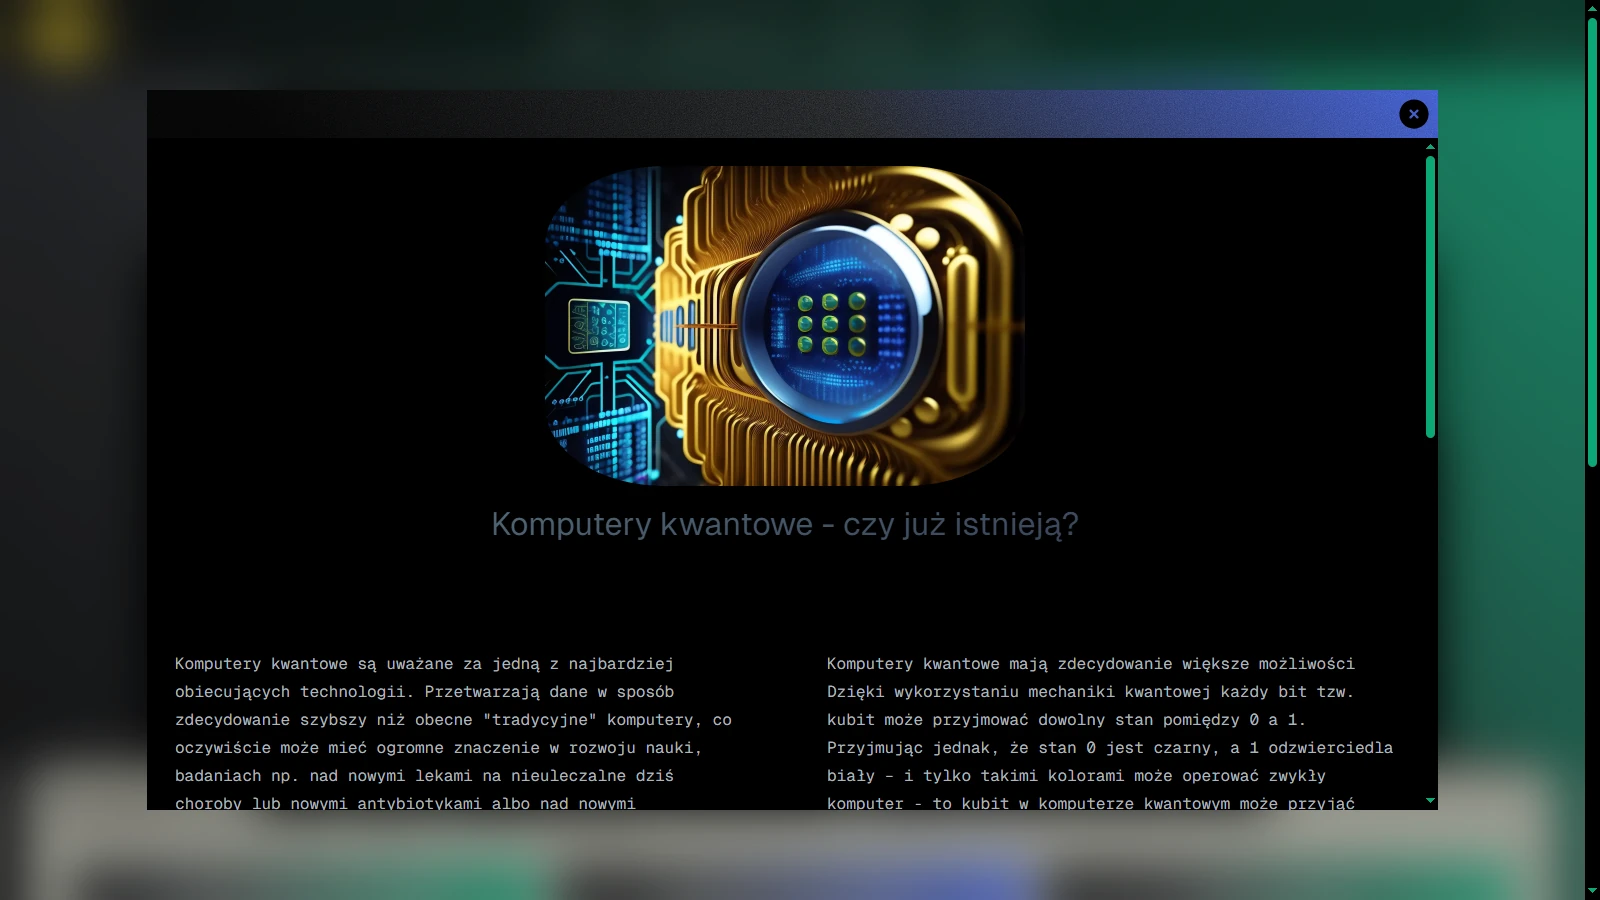 Komputery kwantowe - czy już istnieją?
Komputery kwantowe są uważane za jedną z najbardziej
obiecujących technologii. Przetwarzają dane w sposób
zdecydowanie szybszy niż obecne "tradycyjne" komputery, co
oczywiście może mieć ogromne znaczenie w rozwoju nauki,
badaniach np. nad nowymi lekami na nieuleczalne dziś
choroby lub nowymi antybiotykami albo nad nowymi
Komputery kwantowe mają zdecydowanie większe możliwości
Dzięki wykorzystaniu mechaniki kwantowej każdy bit tzw.
kubit może przyjmować dowolny stan pomiędzy 0 a 1.
Przyjmując jednak, że stan 0 jest czarny, a 1 odzwierciedla
biały – i tylko takimi kolorami może operować zwykły
komputer - to kubit w komputerze kwantowym może przyjąć